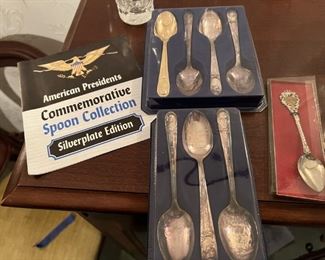 American Presidents
Commemorative
Spoon Collection
Silverplate Edition